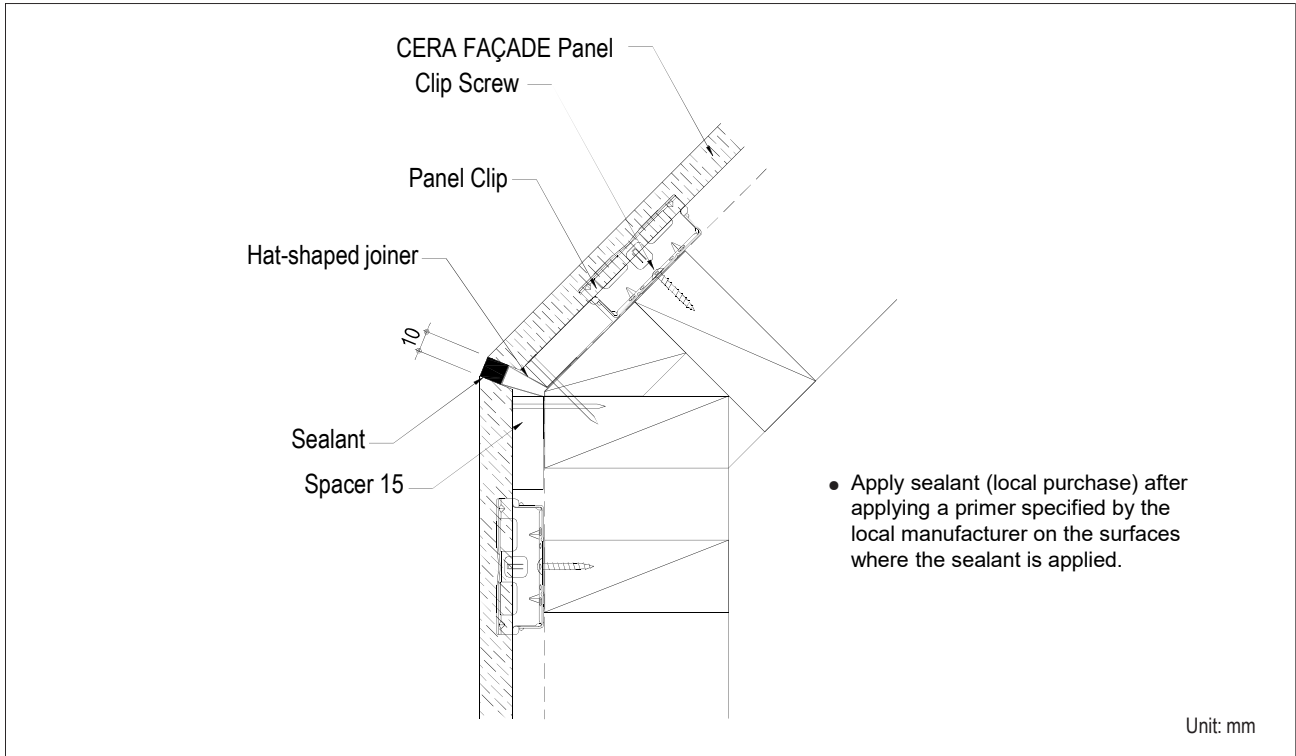 CERA FAÇADE Panel
Clip Screw
Panel Clip
Hat-shaped joiner
10
Sealant
Spacer 15
● Apply sealant (local purchase) after
applying a primer specified by the
local manufacturer on the surfaces
where the sealant is applied.
Unit: mm